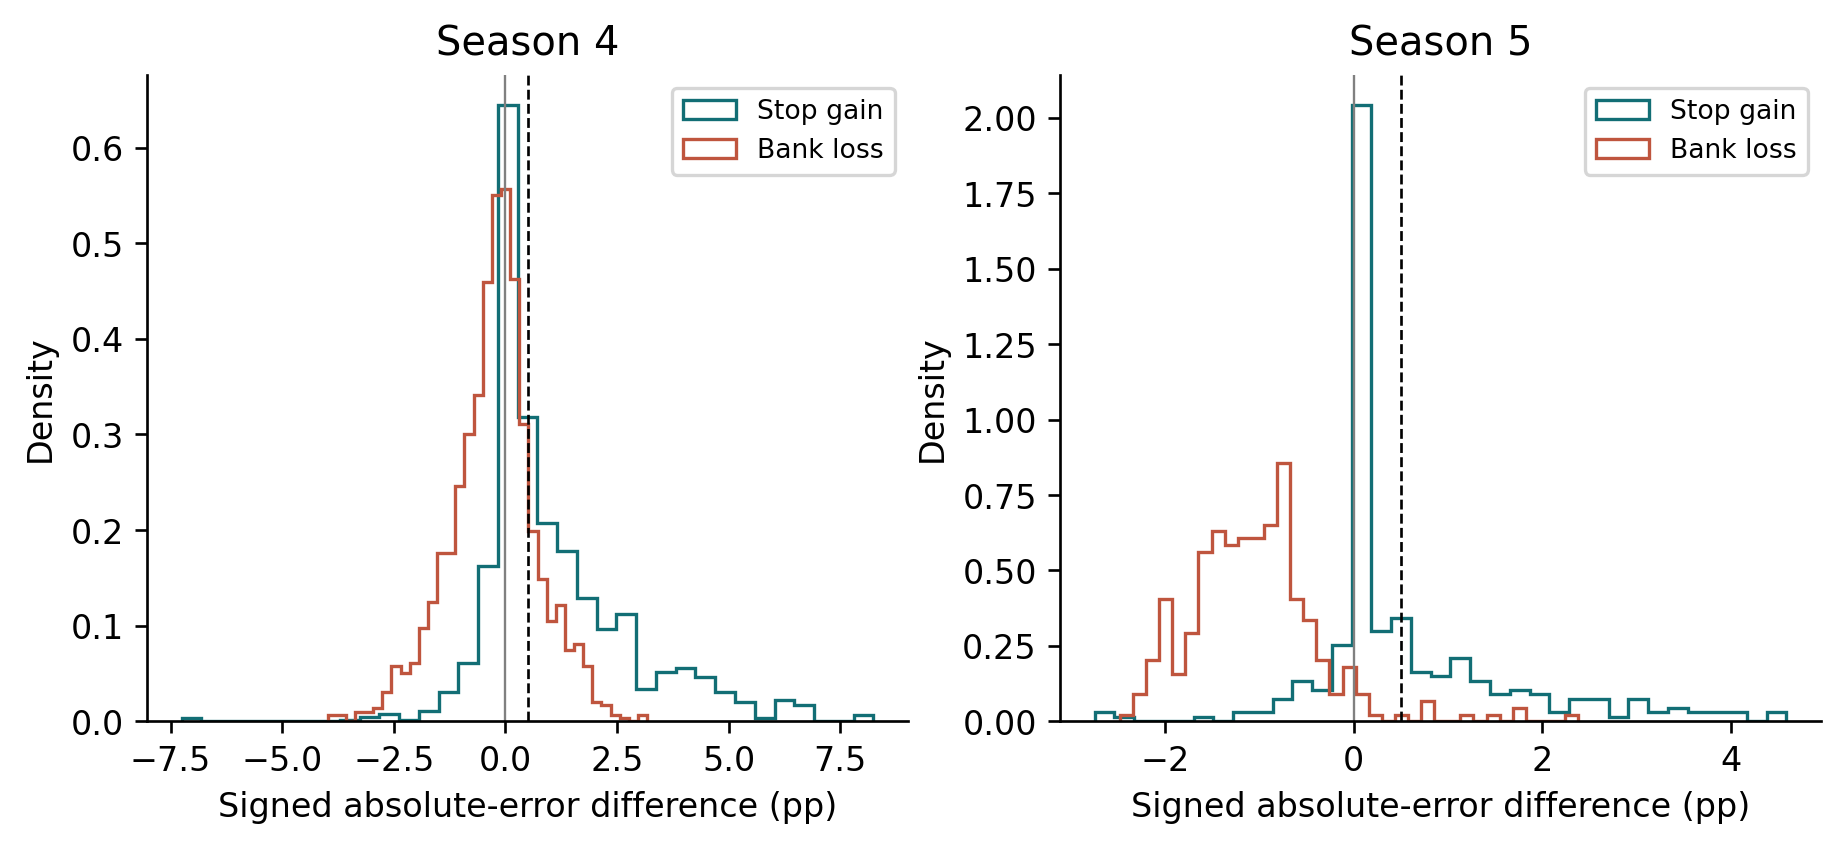 Season 4
Density
0.6
0.5
0.4
0.3
0.2
0.1
0.0
−7.5 −5.0 −2.5 0.0 2.5 5.0 7.5
Signed absolute-error difference (pp)
Stop gain
Bank loss
Season 5
Density
2.00
1.75
1.50
1.25
1.00
0.75
0.50
0.25
0.00
−2 0 2 4
Signed absolute-error difference (pp)
Stop gain
Bank loss